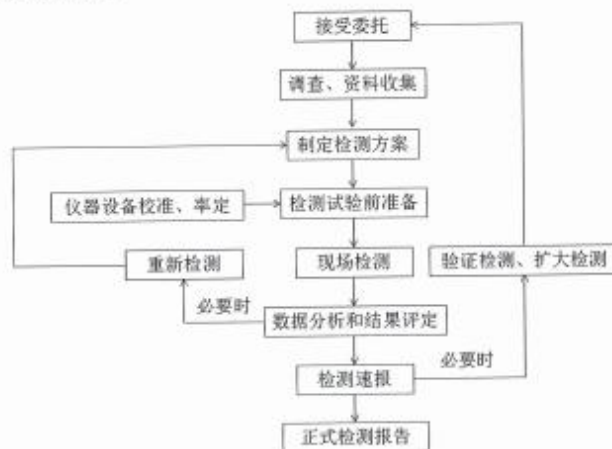 接受委托
调查、资料收集
制定检测方案
仪器设备校准、率定
检测试验前准备
重新检测
现场检测
验证检测、扩大检测
必要时
数据分析和结果评定
必要时
检测速报
正式检测报告